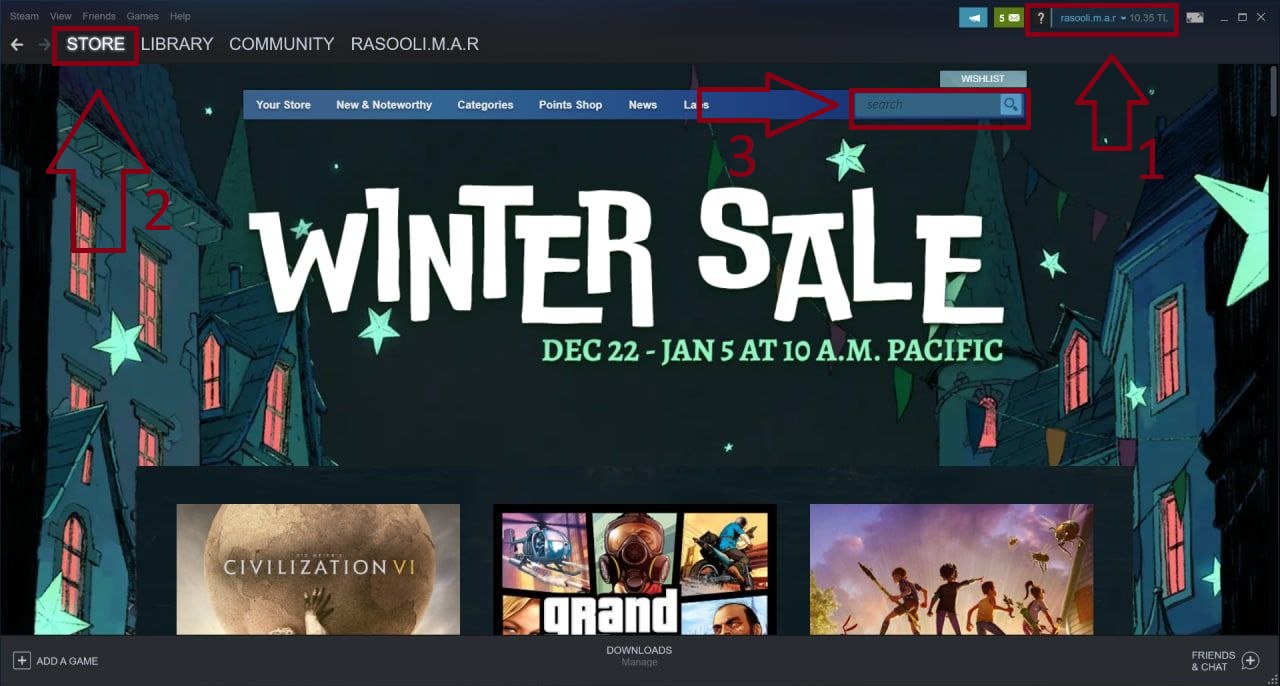 Steam View Friends Games Help
5 ? rasooli.m.a.r 10,35 TL
STORE LIBRARY COMMUNITY RASOOLI.M.A.R
WISHLIST
Your Store New & Noteworthy Categories Points Shop News Labs
search
1
2
3
WINTER SALE
DEC 22 - JAN 5 AT 10 A.M. PACIFIC
SID MEIER'S
CIVILIZATION VI
grand
+ ADD A GAME
DOWNLOADS
Manage
FRIENDS
& CHAT +